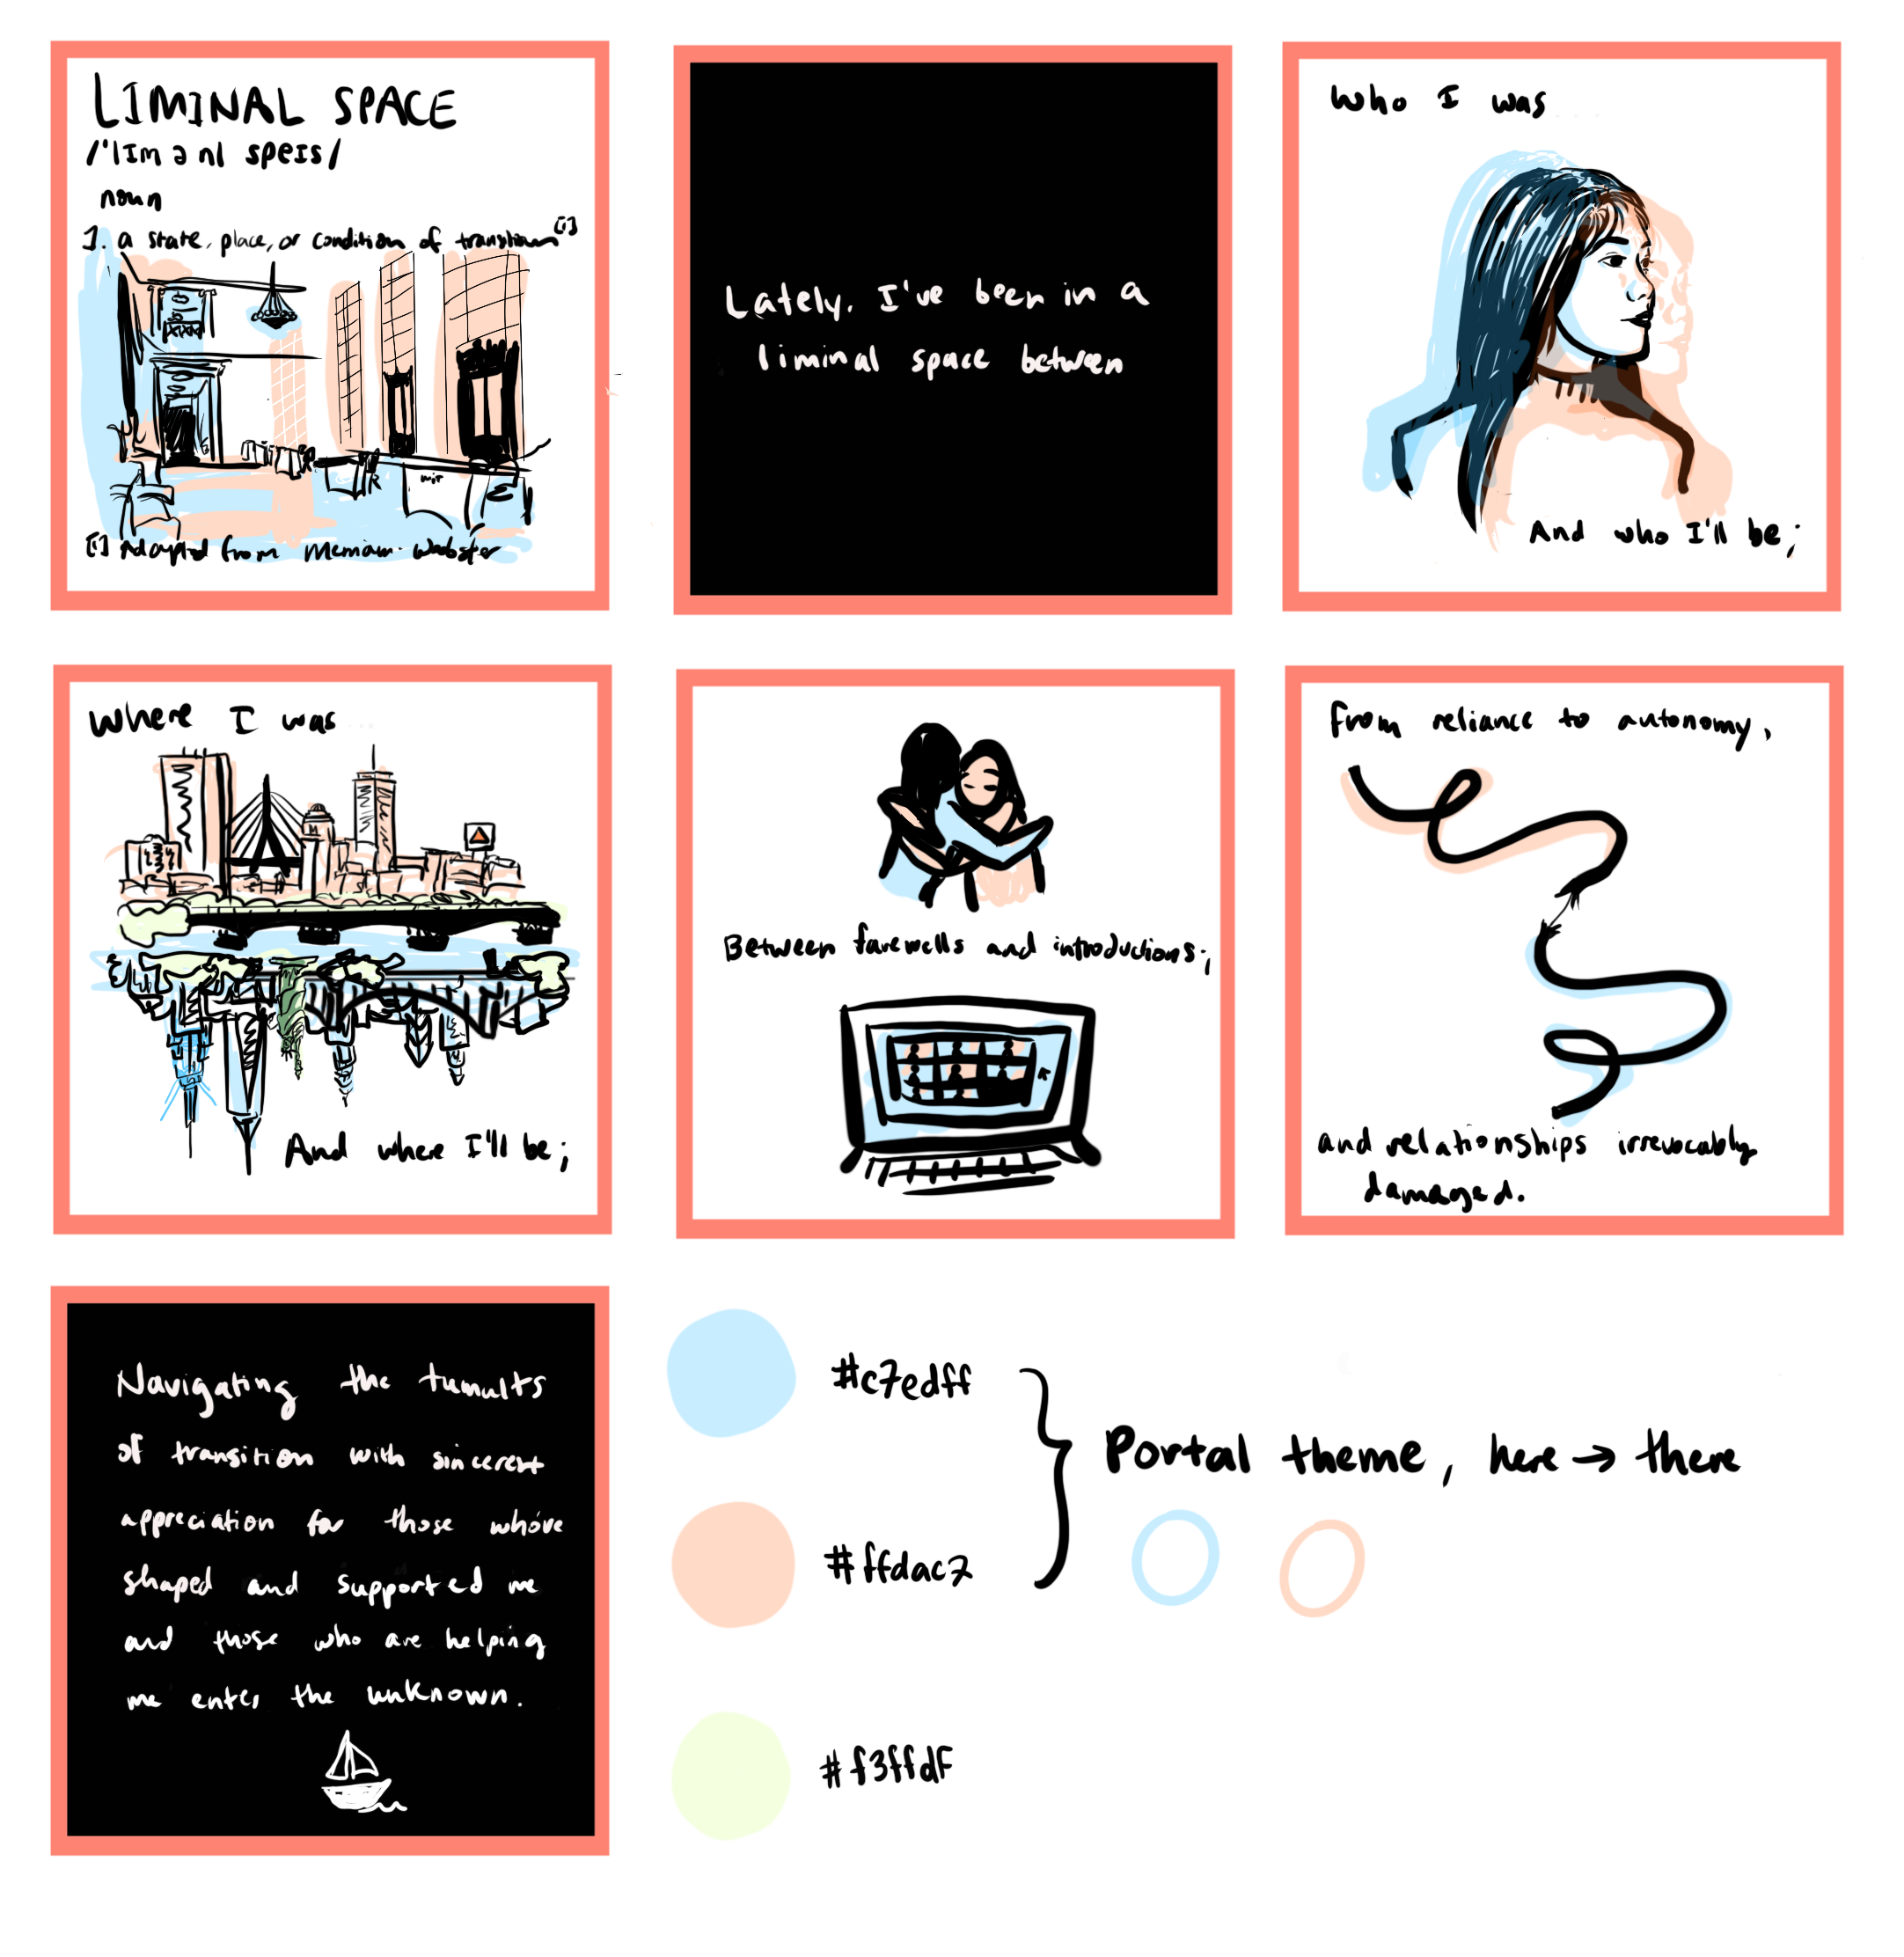 LIMINAL SPACE
/'lɪmənl speɪs/
noun
1. a state, place, or condition of transition [1]
MIT
[1] Adapted from Merriam-Webster
Lately, I've been in a
liminal space between
Who I was
And who I'll be;
Where I was
And where I'll be;
Between farewells and introductions;
From reliance to autonomy,
and relationships irrevocably
damaged.
Navigating the tumults
of transition with sincerest
appreciation for those who've
shaped and supported me
and those who are helping
me enter the unknown.
#c7edff
#ffdac7
#f3ffdf
Portal theme, here → there